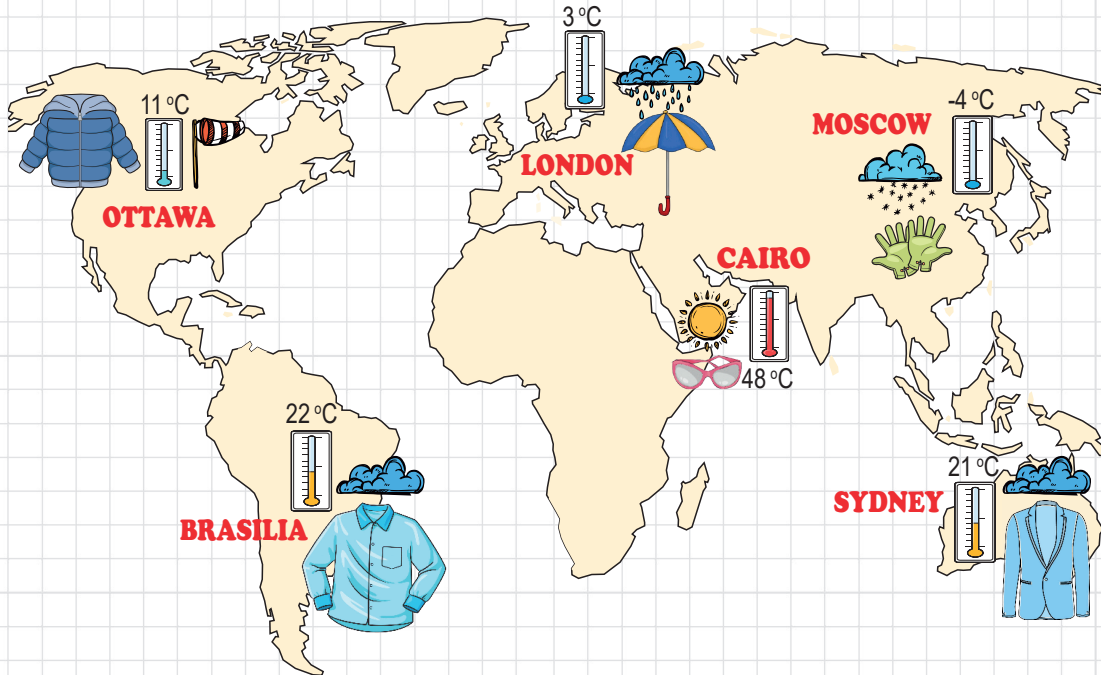 3 ºC
11 ºC
-4 ºC
MOSCOW
LONDON
OTTAWA
CAIRO
48 ºC
22 ºC
21 ºC
SYDNEY
BRASILIA